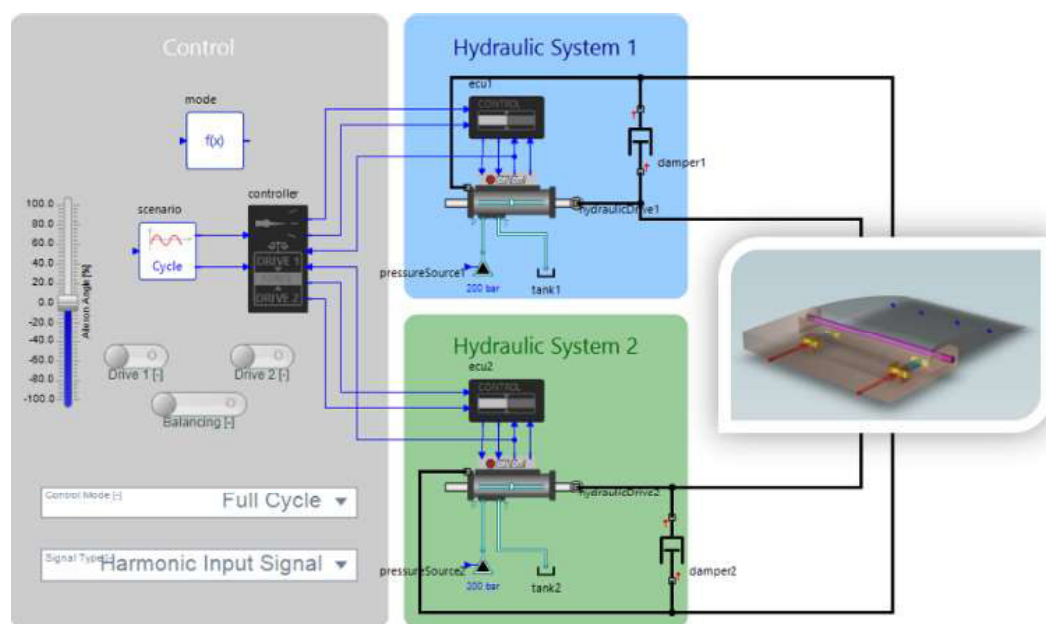 Control
Hydraulic System 1
ecu1
CONTROL
mode
f(x)
damper1
controller
scenario
100.0
80.0
60.0
40.0
20.0
0.0
-20.0
-40.0
-60.0
-80.0
-100.0
Aileron Angle [%]
Cycle
DRIVE 1
DRIVE 2
hydraulicDrive1
pressureSource1
200 bar
tank1
Drive 1 [-]
Drive 2 [-]
Balancing [-]
Hydraulic System 2
ecu2
CONTROL
hydraulicDrive2
Control Mode [-]
Full Cycle
Signal Type [-]
Harmonic Input Signal
pressureSource2
200 bar
tank2
damper2